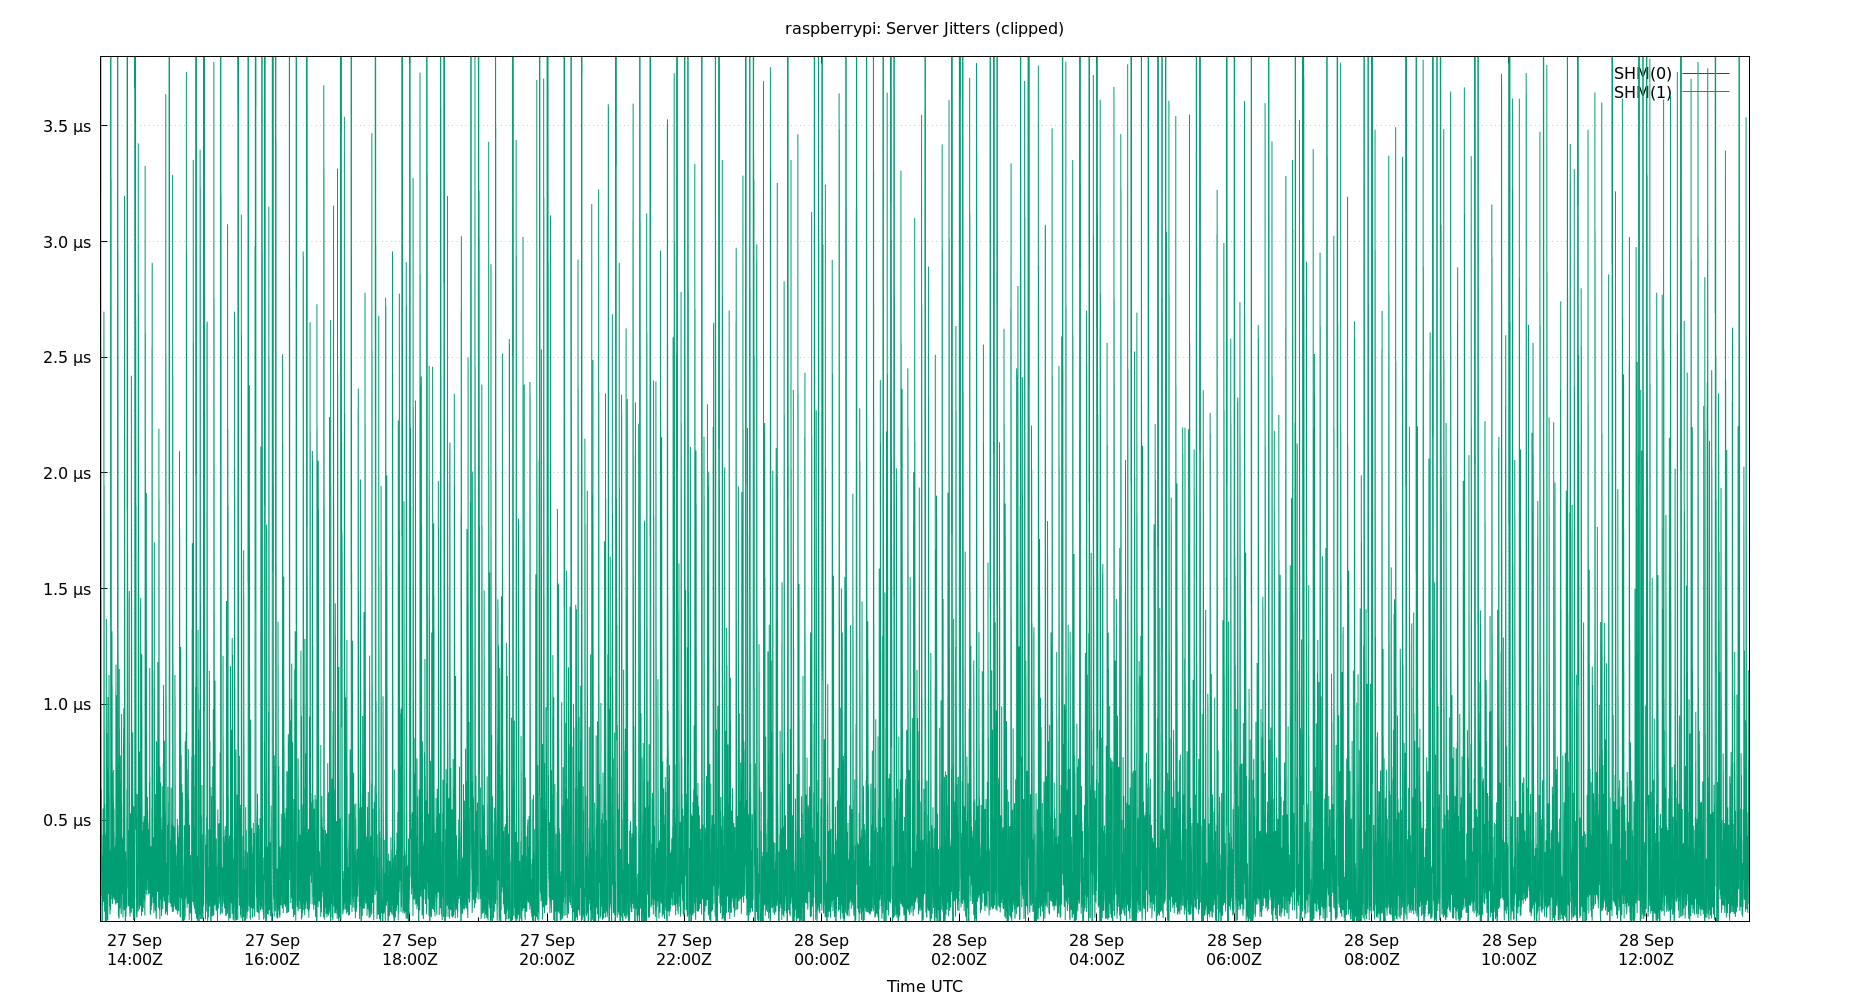 raspberrypi: Server Jitters (clipped)
SHM(0)
SHM(1)
3.5 µs
3.0 µs
2.5 µs
2.0 µs
1.5 µs
1.0 µs
0.5 µs
27 Sep 27 Sep 27 Sep 27 Sep 27 Sep 28 Sep 28 Sep 28 Sep 28 Sep 28 Sep 28 Sep 28 Sep
14:00Z 16:00Z 18:00Z 20:00Z 22:00Z 00:00Z 02:00Z 04:00Z 06:00Z 08:00Z 10:00Z 12:00Z
Time UTC